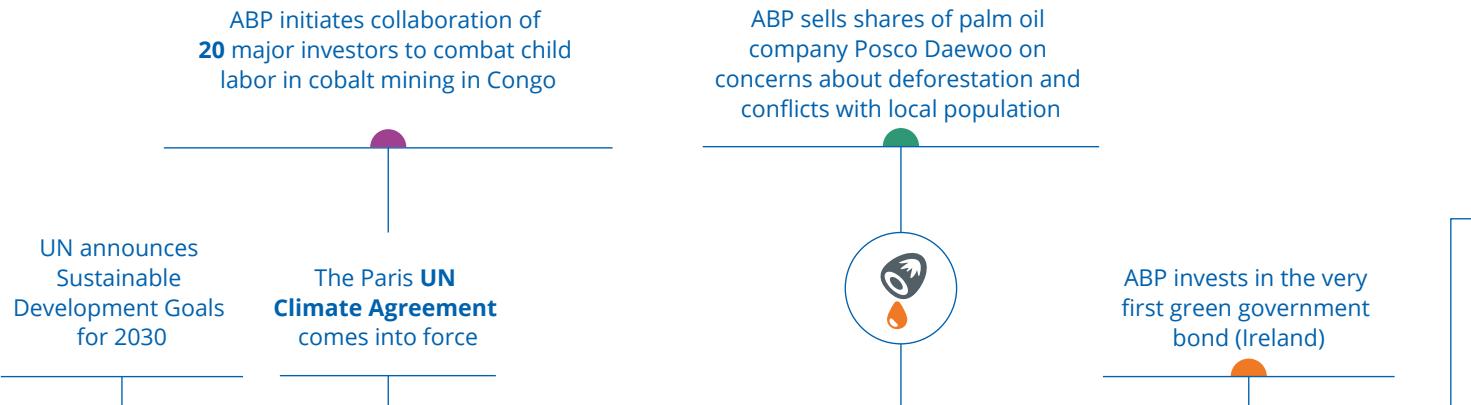 ABP initiates collaboration of
20 major investors to combat child
labor in cobalt mining in Congo
ABP sells shares of palm oil
company Posco Daewoo on
concerns about deforestation and
conflicts with local population
UN announces
Sustainable
Development Goals
for 2030
The Paris UN
Climate Agreement
comes into force
ABP invests in the very
first green government
bond (Ireland)